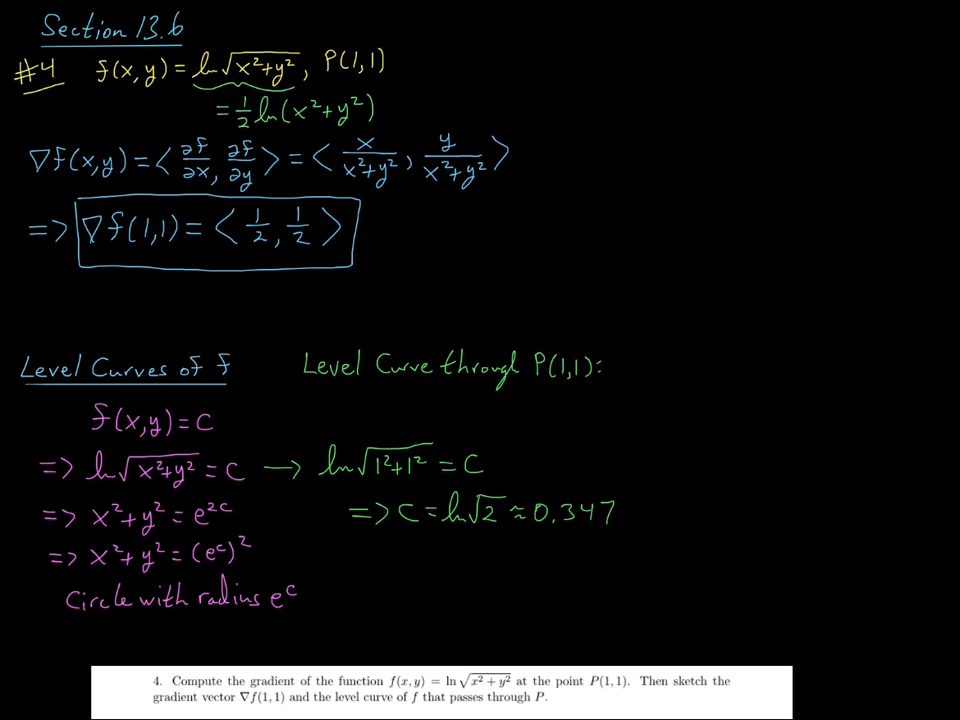 Section 13.6
#4 f(x,y) = ln√(x²+y²), P(1,1)
= 1/2 ln(x²+y²)
∇f(x,y) = ⟨∂f/∂x, ∂f/∂y⟩ = ⟨x/(x²+y²), y/(x²+y²)⟩
=> ∇f(1,1) = ⟨1/2, 1/2⟩
Level Curves of f
f(x,y) = C
=> ln√(x²+y²) = C
=> x²+y² = e^(2c)
=> x²+y² = (e^c)²
Circle with radius e^c
Level Curve through P(1,1):
→ ln√(1²+1²) = C
=> C = ln√2 ≈ 0.347
4. Compute the gradient of the function f(x, y) = ln √(x² + y²) at the point P(1, 1). Then sketch the
gradient vector ∇f(1, 1) and the level curve of f that passes through P.